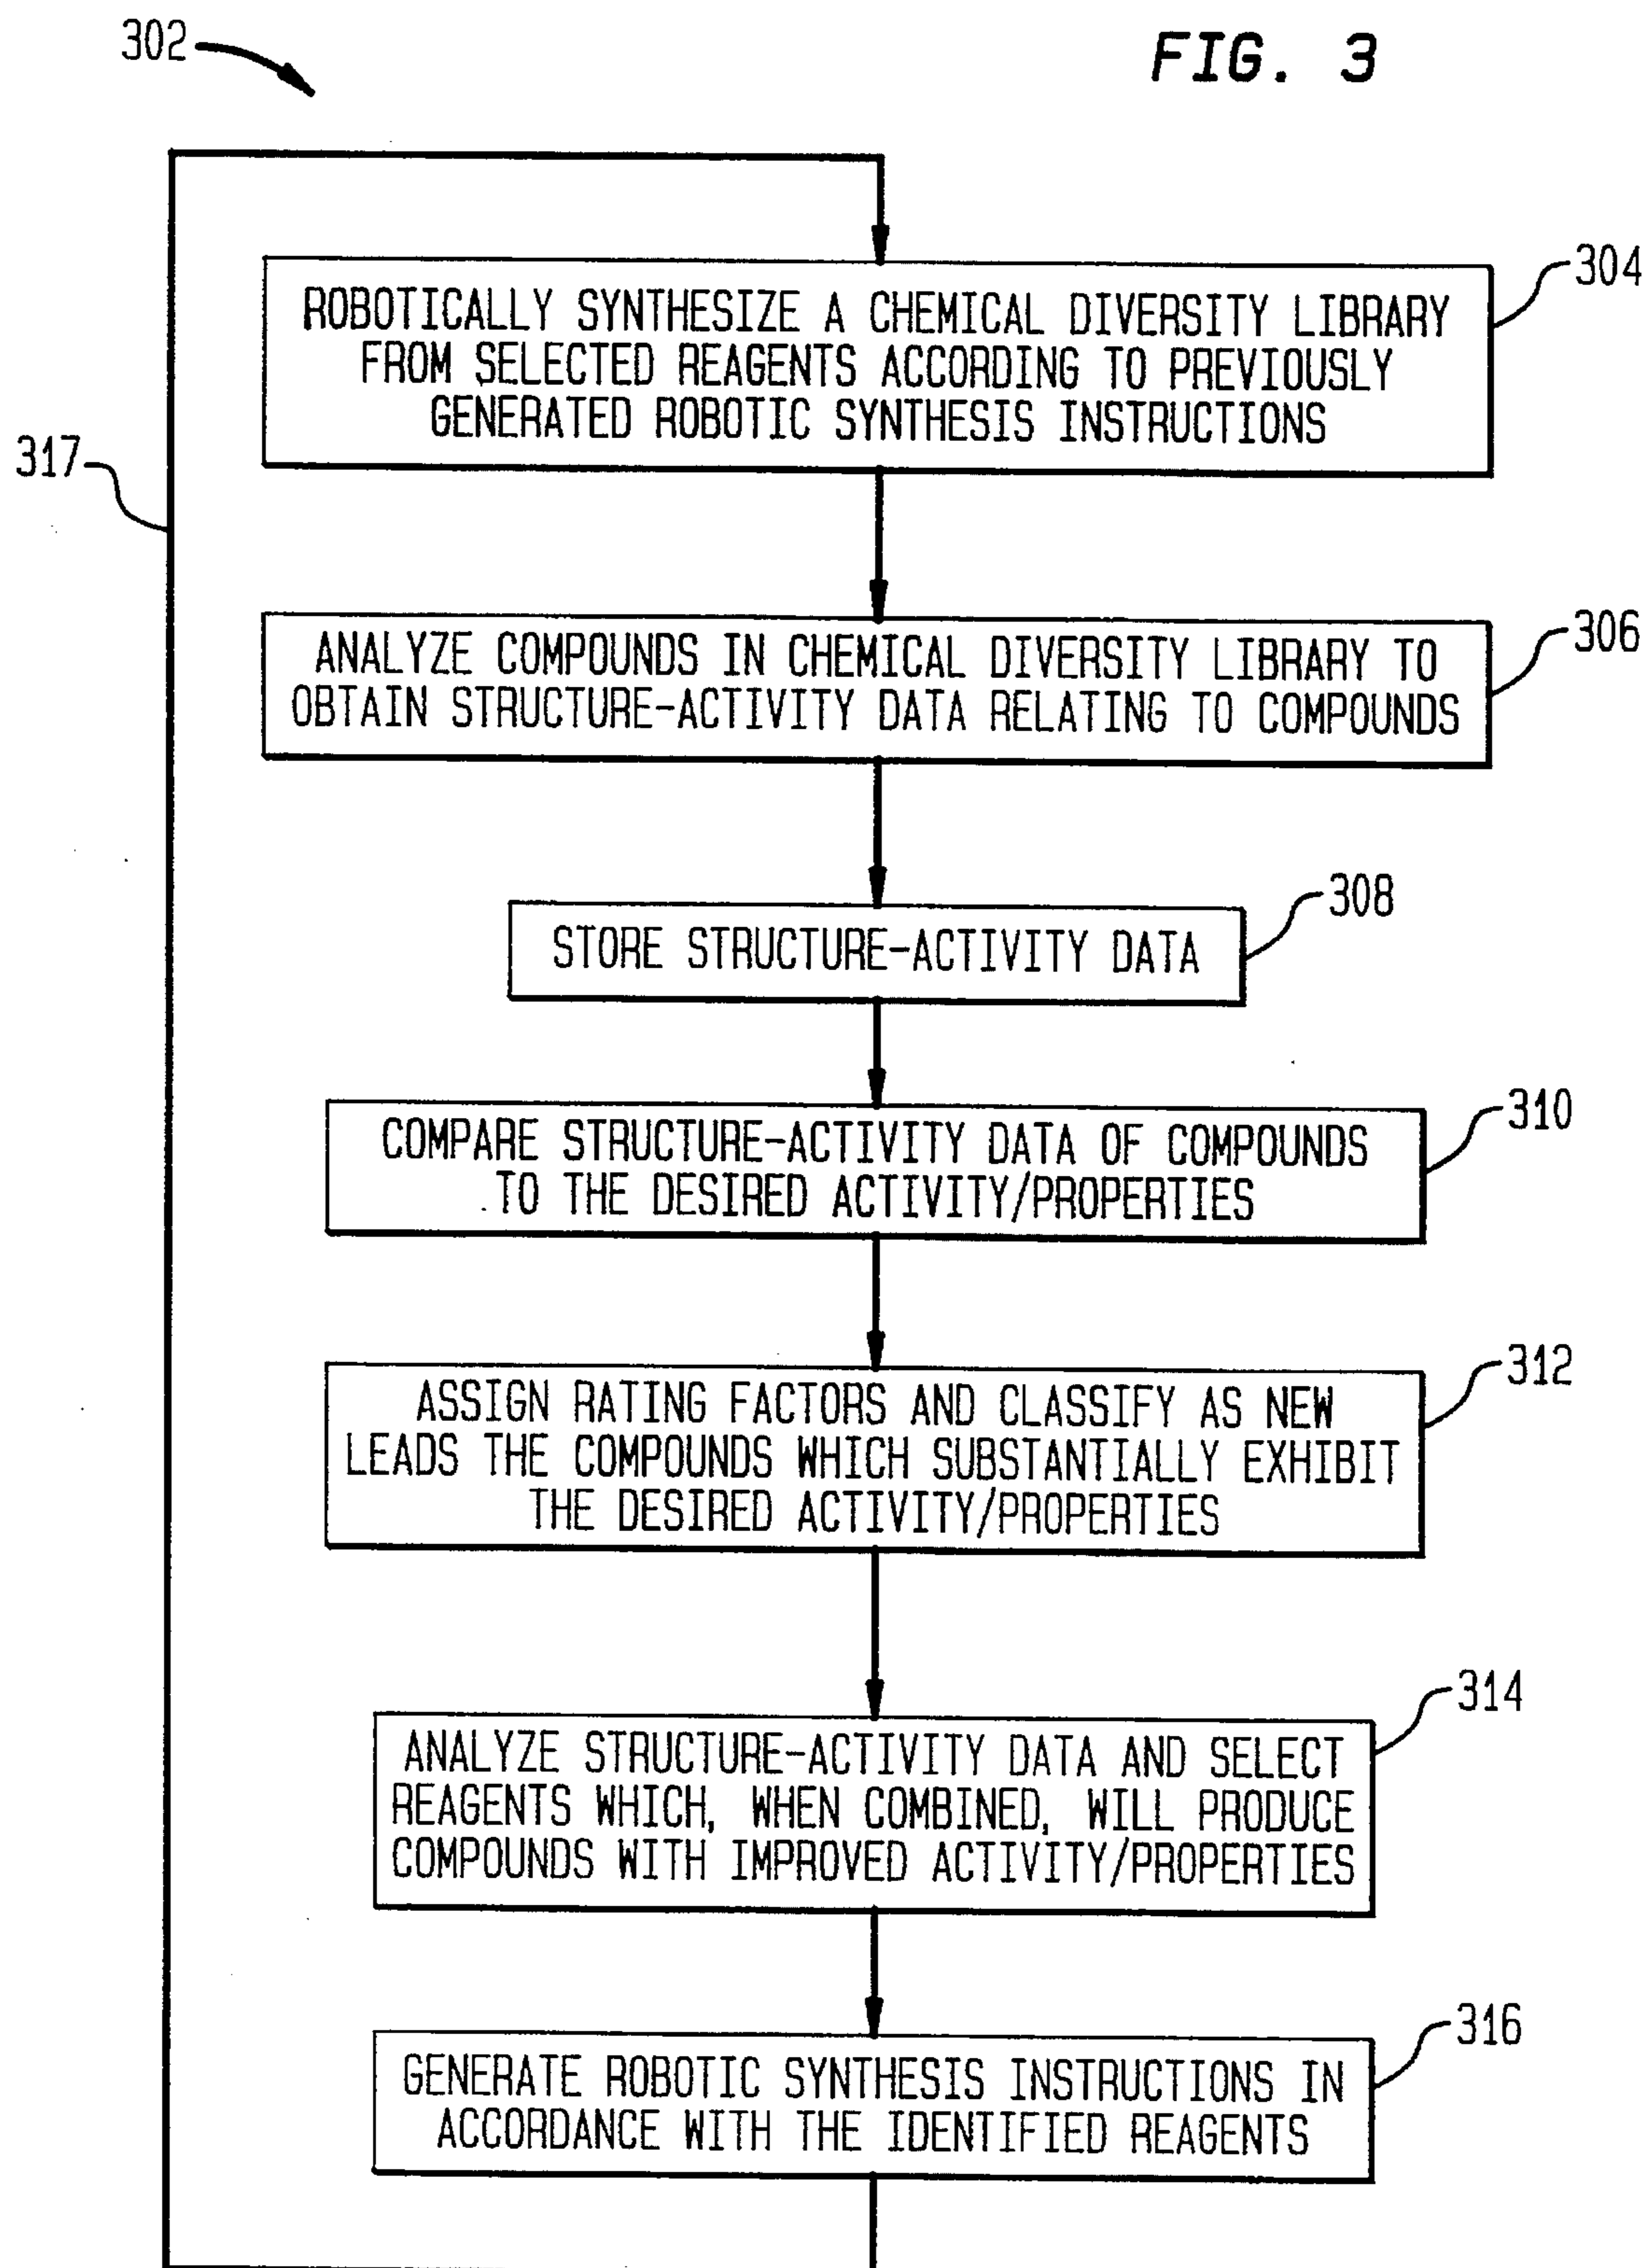 302
FIG. 3
304
ROBOTICALLY SYNTHESIZE A CHEMICAL DIVERSITY LIBRARY
FROM SELECTED REAGENTS ACCORDING TO PREVIOUSLY
GENERATED ROBOTIC SYNTHESIS INSTRUCTIONS
317
306
ANALYZE COMPOUNDS IN CHEMICAL DIVERSITY LIBRARY TO
OBTAIN STRUCTURE-ACTIVITY DATA RELATING TO COMPOUNDS
308
STORE STRUCTURE-ACTIVITY DATA
310
COMPARE STRUCTURE-ACTIVITY DATA OF COMPOUNDS
TO THE DESIRED ACTIVITY/PROPERTIES
312
ASSIGN RATING FACTORS AND CLASSIFY AS NEW
LEADS THE COMPOUNDS WHICH SUBSTANTIALLY EXHIBIT
THE DESIRED ACTIVITY/PROPERTIES
314
ANALYZE STRUCTURE-ACTIVITY DATA AND SELECT
REAGENTS WHICH, WHEN COMBINED, WILL PRODUCE
COMPOUNDS WITH IMPROVED ACTIVITY/PROPERTIES
316
GENERATE ROBOTIC SYNTHESIS INSTRUCTIONS IN
ACCORDANCE WITH THE IDENTIFIED REAGENTS